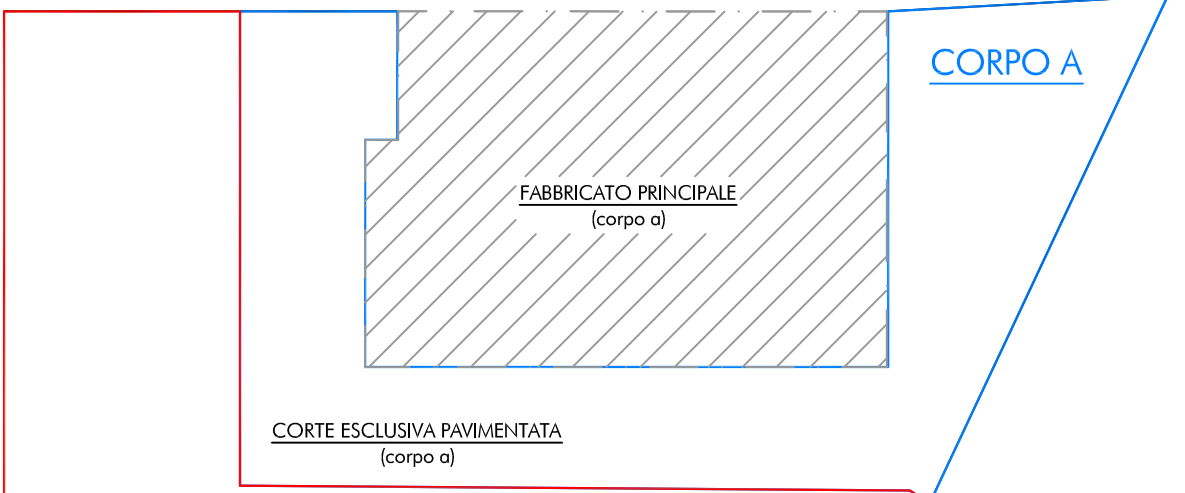 CORPO A
FABBRICATO PRINCIPALE
(corpo a)
CORTE ESCLUSIVA PAVIMENTATA
(corpo a)